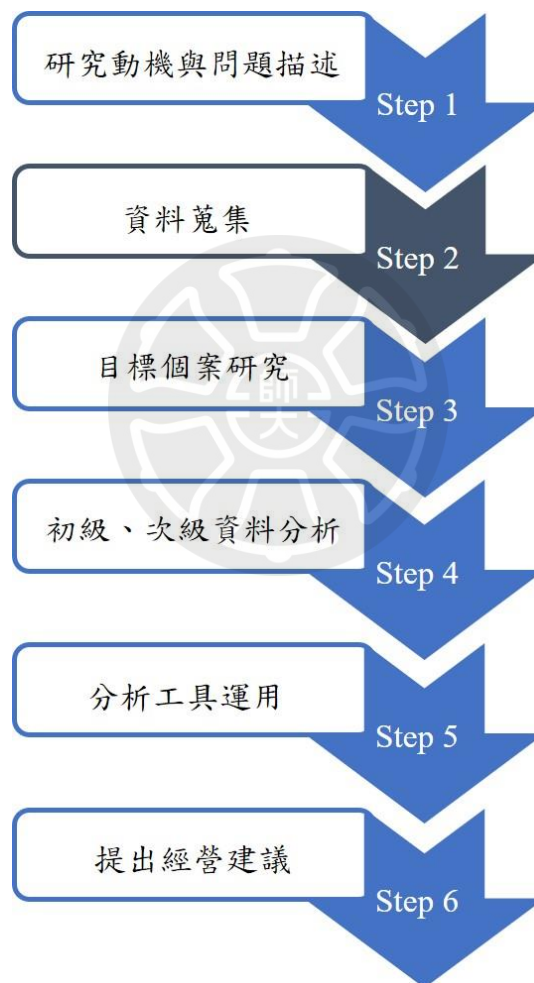 研究動機與問題描述
Step 1
資料蒐集
Step 2
目標個案研究
師大
Step 3
初級、次級資料分析
Step 4
分析工具運用
Step 5
提出經營建議
Step 6